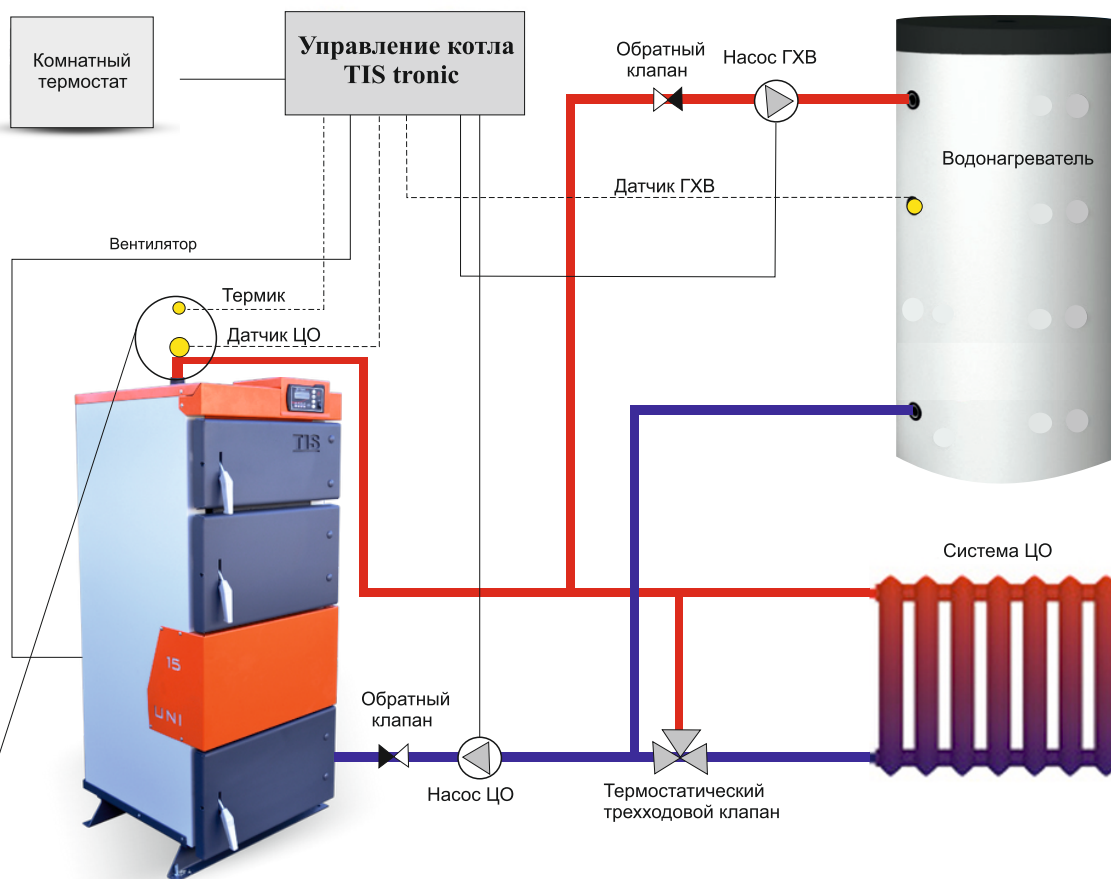 Комнатный
термостат
Управление котла
TIS tronic
Обратный
клапан
Насос ГХВ
Водонагреватель
Датчик ГХВ
Вентилятор
Термик
Датчик ЦО
TIS
Система ЦО
15
UNI
Обратный
клапан
Насос ЦО
Термостатический
трехходовой клапан